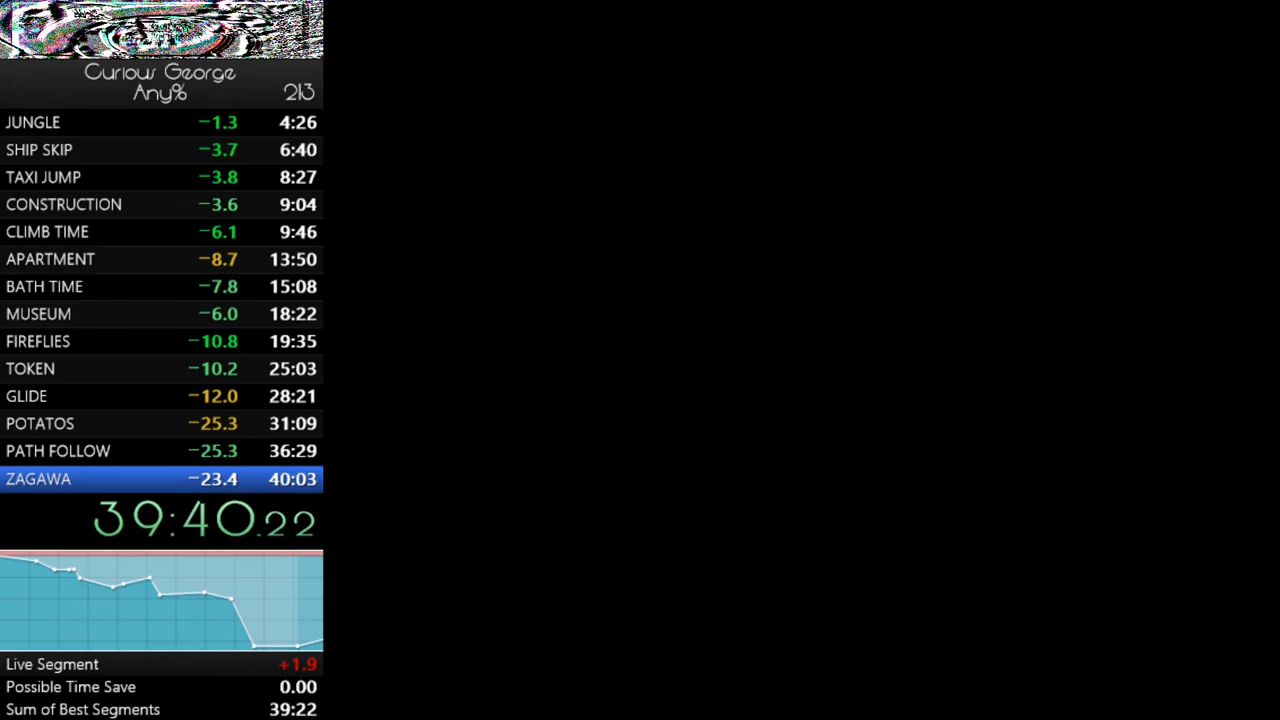 Curious George
Any% 213
JUNGLE −1.3 4:26
SHIP SKIP −3.7 6:40
TAXI JUMP −3.8 8:27
CONSTRUCTION −3.6 9:04
CLIMB TIME −6.1 9:46
APARTMENT −8.7 13:50
BATH TIME −7.8 15:08
MUSEUM −6.0 18:22
FIREFLIES −10.8 19:35
TOKEN −10.2 25:03
GLIDE −12.0 28:21
POTATOS −25.3 31:09
PATH FOLLOW −25.3 36:29
ZAGAWA −23.4 40:03
39:40.22
Live Segment +1.9
Possible Time Save 0.00
Sum of Best Segments 39:22